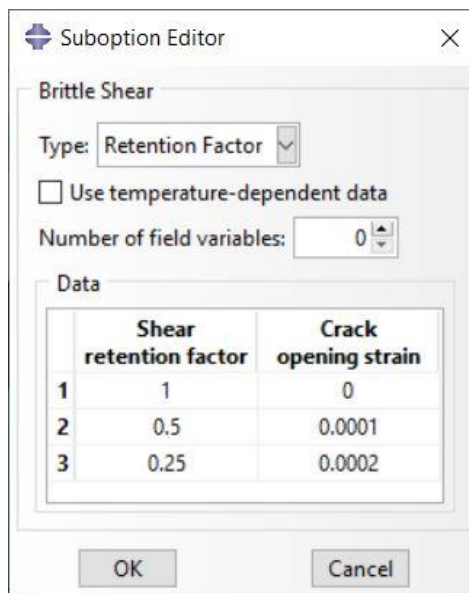 Suboption Editor
Brittle Shear
Type: Retention Factor
Use temperature-dependent data
Number of field variables: 0
Data
Shear retention factor Crack opening strain
1 1 0
2 0.5 0.0001
3 0.25 0.0002
OK Cancel